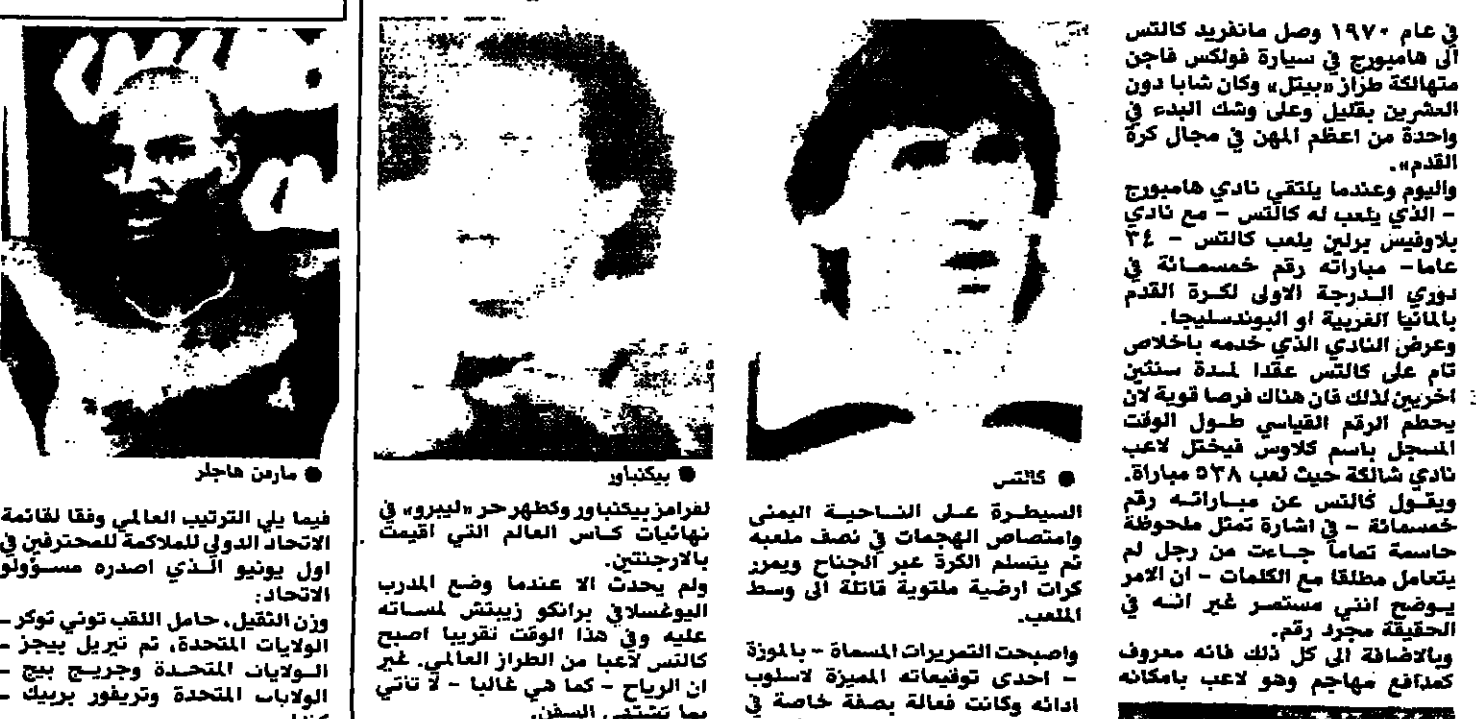 في عام ١٩٧٠ وصل مانفريد كالتس
الى هامبورج في سيارة فولكس فاجن
متهالكة طراز «بيتل» وكان شابا دون
العشرين بقليل وعلى وشك البدء في
واحدة من اعظم المهن في مجال كرة
القدم».
واليوم وعندما يلتقي نادي هامبورج
– الذي يلعب له كالتس – مع نادي
بلاوفيس برلين يلعب كالتس – ٣٤
عاما– مباراته رقم خمسمائة في
دوري الدرجة الاولى لكرة القدم
بالمانيا الغربية او البوندسليجا.
وعرض النادي الذي خدمه باخلاص
تام على كالتس عقدا لمدة سنتين
اخريين لذلك فان هناك فرصا قوية لان
يحطم الرقم القياسي طول الوقت
المسجل باسم كلاوس فيختل لاعب
نادي شالكة حيث لعب ٥٣٨ مباراة.
ويقول كالتس عن مباراته رقم
خمسمائة – في اشارة تمثل ملحوظة
حاسمة تماما جاءت من رجل لم
يتعامل مطلقا مع الكلمات – ان الامر
يوضح انني مستمر غير انه في
الحقيقة مجرد رقم.
وبالاضافة الى كل ذلك فانه معروف
كمدافع مهاجم وهو لاعب بامكانه
● كالتس
السيطرة على الناحية اليمنى
وامتصاص الهجمات في نصف ملعبه
ثم يتسلم الكرة عبر الجناح ويمرر
كرات ارضية ملتوية قاتلة الى وسط
الملعب.
واصبحت التمريرات المسماة – بالموزة
– احدى توقيعاته المميزة لاسلوب
ادائه وكانت فعالة بصفة خاصة في
● بيكنباور
لفرامز بيكنباور وكظهر حر «ليبرو» في
نهائيات كاس العالم التي اقيمت
بالارجنتين.
ولم يحدث الا عندما وضع المدرب
اليوغسلافي برانكو زيبتش لمساته
عليه وفي هذا الوقت تقريبا اصبح
كالتس لاعبا من الطراز العالمي. غير
ان الرياح – كما هي غالبا – لا تاتي
بما تشتهي السفن.
● مارفن هاجلر
فيما يلي الترتيب العالمي وفقا لقائمة
الاتحاد الدولي للملاكمة للمحترفين في
اول يونيو الذي اصدره مسؤولو
الاتحاد:
وزن الثقيل، حامل اللقب توني توكر –
الولايات المتحدة، ثم تيريل بيجز –
الولايات المتحدة وجريج بيج –
الولايات المتحدة وتريفور بربيك –